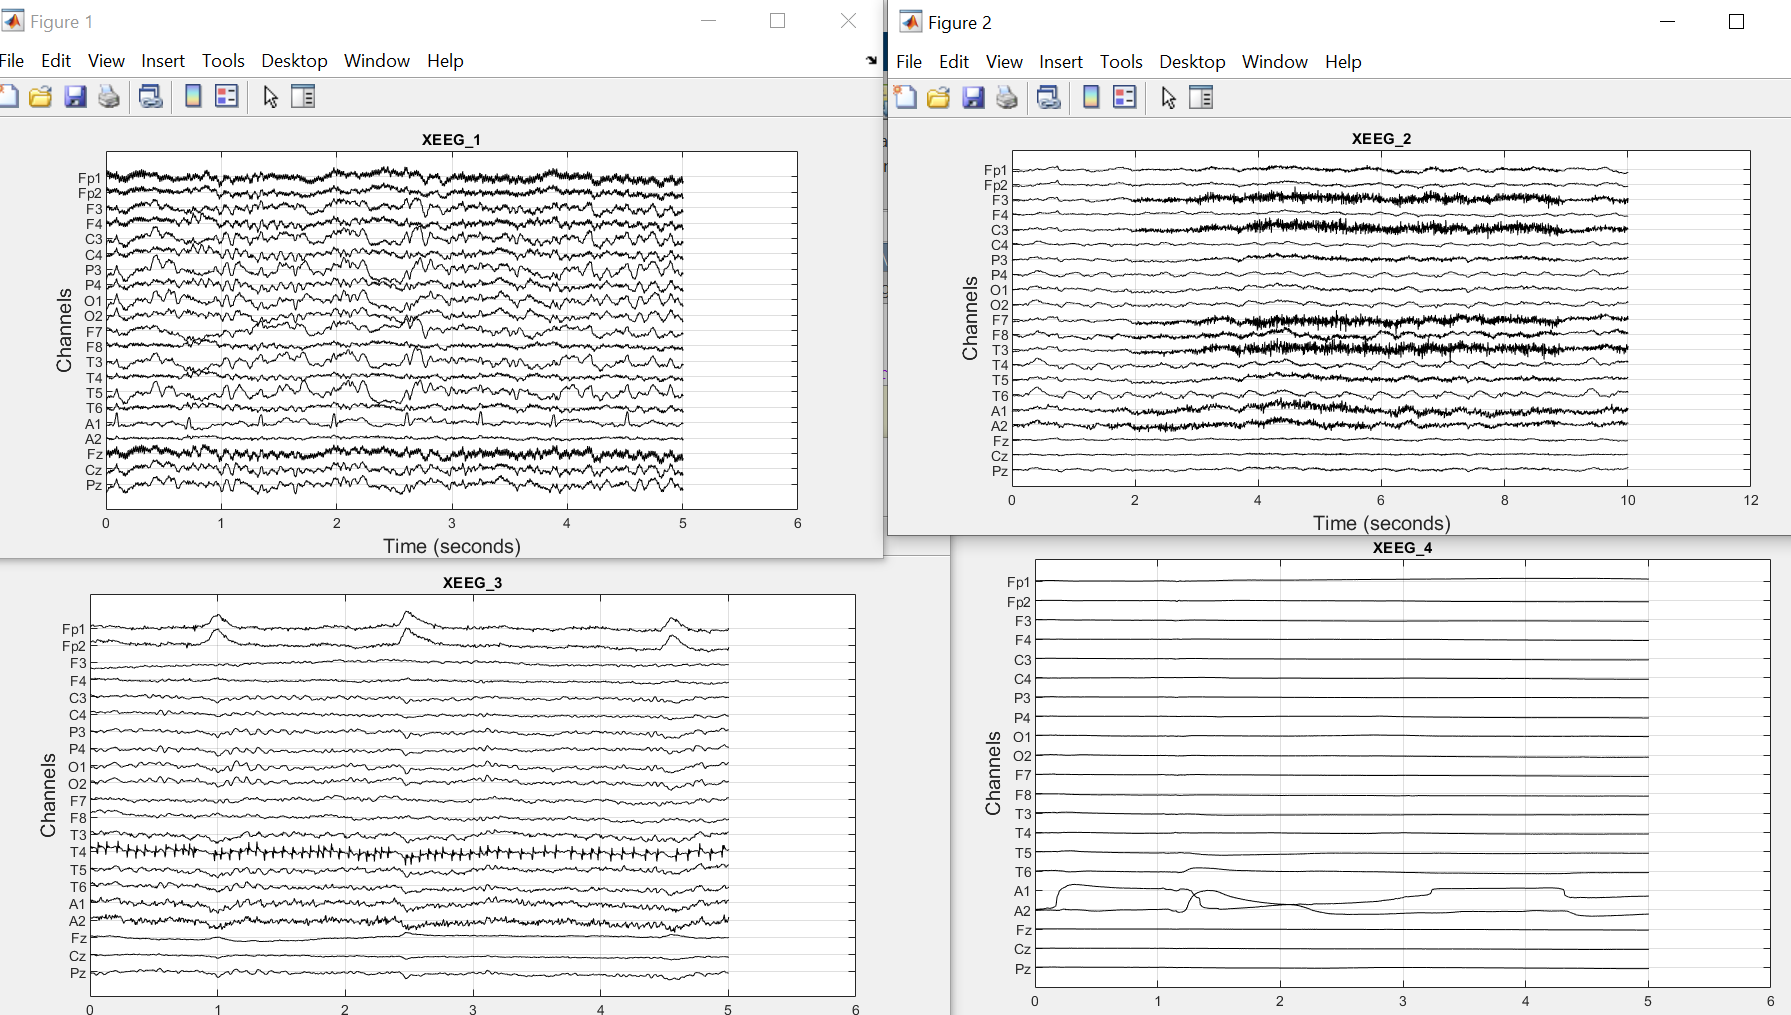 Figure 1
File Edit View Insert Tools Desktop Window Help
XEEG_1
Fp1
Fp2
F3
F4
C3
C4
P3
P4
O1
O2
F7
F8
T3
T4
T5
T6
A1
A2
Fz
Cz
Pz
Channels
0 1 2 3 4 5 6
Time (seconds)
Figure 2
File Edit View Insert Tools Desktop Window Help
XEEG_2
Fp1
Fp2
F3
F4
C3
C4
P3
P4
O1
O2
F7
F8
T3
T4
T5
T6
A1
A2
Fz
Cz
Pz
Channels
0 2 4 6 8 10 12
Time (seconds)
XEEG_3
Fp1
Fp2
F3
F4
C3
C4
P3
P4
O1
O2
F7
F8
T3
T4
T5
T6
A1
A2
Fz
Cz
Pz
Channels
0 1 2 3 4 5 6
XEEG_4
Fp1
Fp2
F3
F4
C3
C4
P3
P4
O1
O2
F7
F8
T3
T4
T5
T6
A1
A2
Fz
Cz
Pz
Channels
0 1 2 3 4 5 6